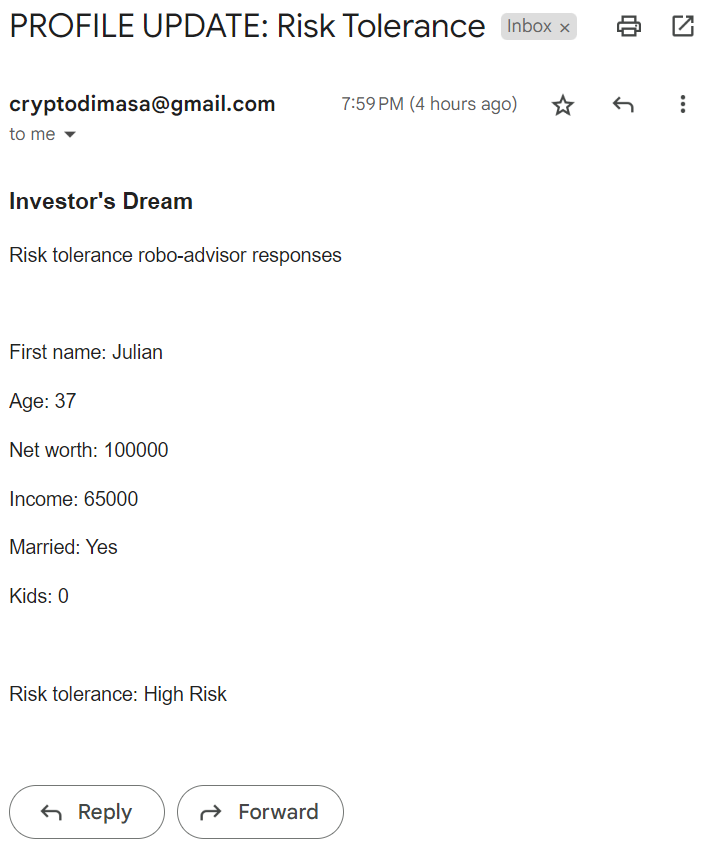 PROFILE UPDATE: Risk Tolerance Inbox ×
cryptodimasa@gmail.com 7:59 PM (4 hours ago)
to me
Investor's Dream
Risk tolerance robo-advisor responses
First name: Julian
Age: 37
Net worth: 100000
Income: 65000
Married: Yes
Kids: 0
Risk tolerance: High Risk
Reply Forward